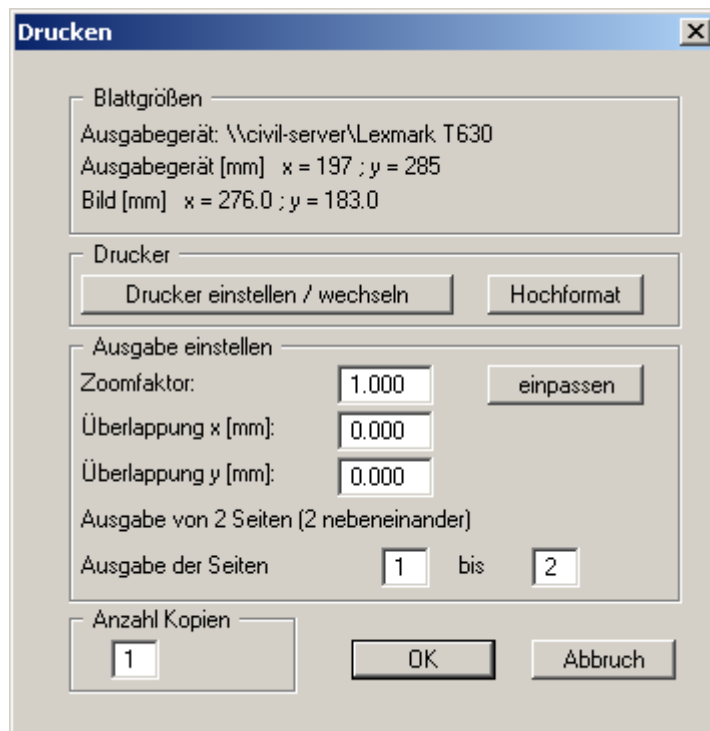 Drucken
Blattgrößen
Ausgabegerät: \\civil-server\Lexmark T630
Ausgabegerät [mm] x = 197 ; y = 285
Bild [mm] x = 276.0 ; y = 183.0
Drucker
Drucker einstellen / wechseln Hochformat
Ausgabe einstellen
Zoomfaktor: 1.000 einpassen
Überlappung x [mm]: 0.000
Überlappung y [mm]: 0.000
Ausgabe von 2 Seiten (2 nebeneinander)
Ausgabe der Seiten 1 bis 2
Anzahl Kopien
1 OK Abbruch